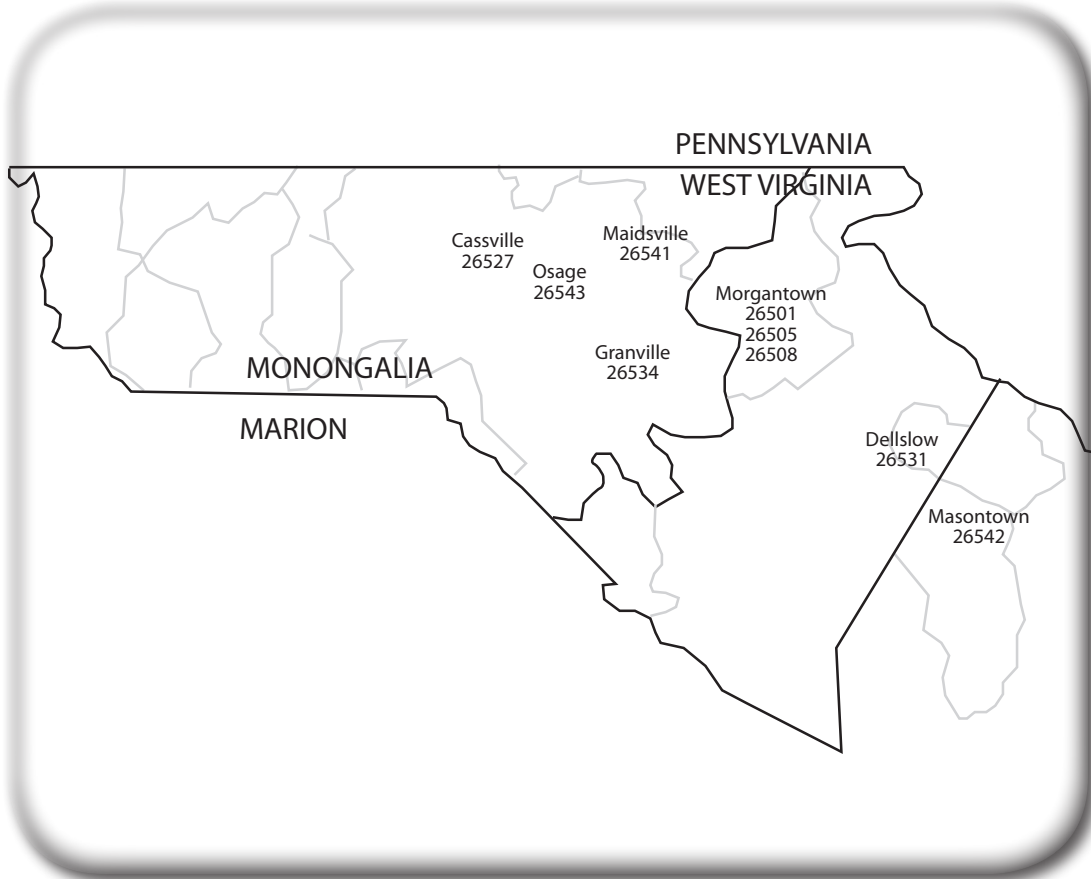 PENNSYLVANIA
WEST VIRGINIA
Cassville
26527
Maidsville
26541
Osage
26543
Morgantown
26501
26505
26508
Granville
26534
MONONGALIA
MARION
Dellslow
26531
Masontown
26542